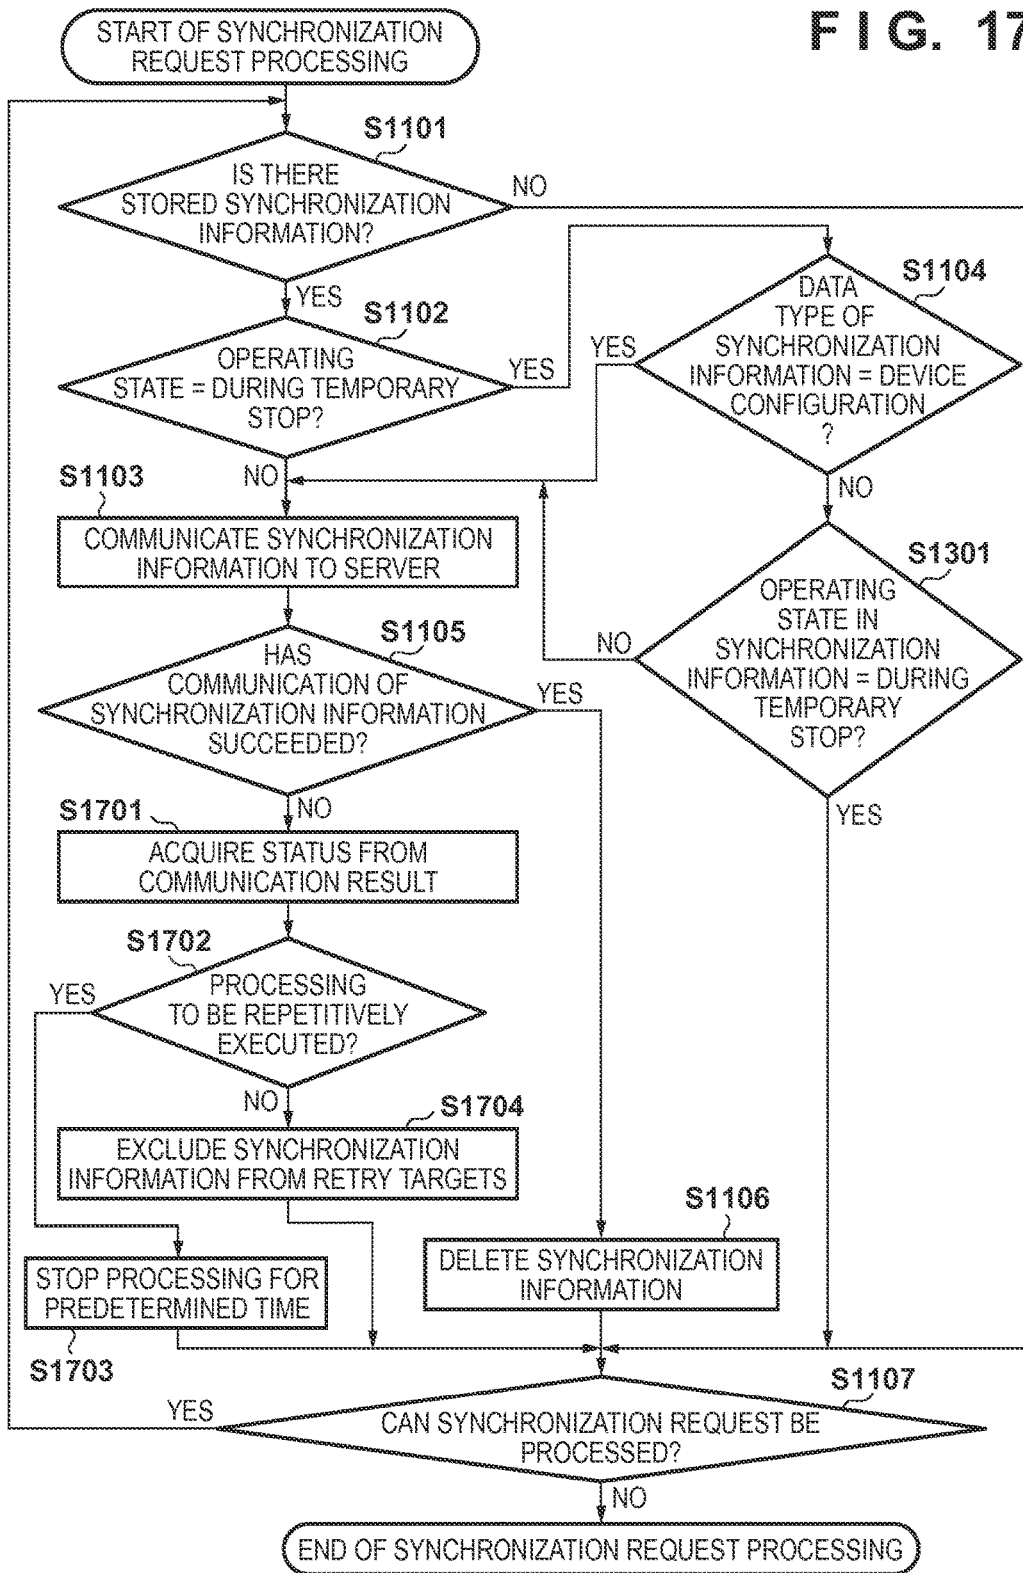 FIG. 17
START OF SYNCHRONIZATION
REQUEST PROCESSING
S1101
IS THERE
STORED SYNCHRONIZATION
INFORMATION?
NO
YES
S1102
OPERATING
STATE = DURING TEMPORARY
STOP?
YES
NO
S1104
DATA
TYPE OF
SYNCHRONIZATION
INFORMATION = DEVICE
CONFIGURATION
?
YES
NO
S1103
COMMUNICATE SYNCHRONIZATION
INFORMATION TO SERVER
S1301
OPERATING
STATE IN
SYNCHRONIZATION
INFORMATION = DURING
TEMPORARY
STOP?
NO
YES
S1105
HAS
COMMUNICATION OF
SYNCHRONIZATION INFORMATION
SUCCEEDED?
YES
NO
S1701
ACQUIRE STATUS FROM
COMMUNICATION RESULT
S1702
PROCESSING
TO BE REPETITIVELY
EXECUTED?
YES
NO
S1704
EXCLUDE SYNCHRONIZATION
INFORMATION FROM RETRY TARGETS
S1106
DELETE SYNCHRONIZATION
INFORMATION
STOP PROCESSING FOR
PREDETERMINED TIME
S1703
S1107
CAN SYNCHRONIZATION REQUEST BE
PROCESSED?
YES
NO
END OF SYNCHRONIZATION REQUEST PROCESSING